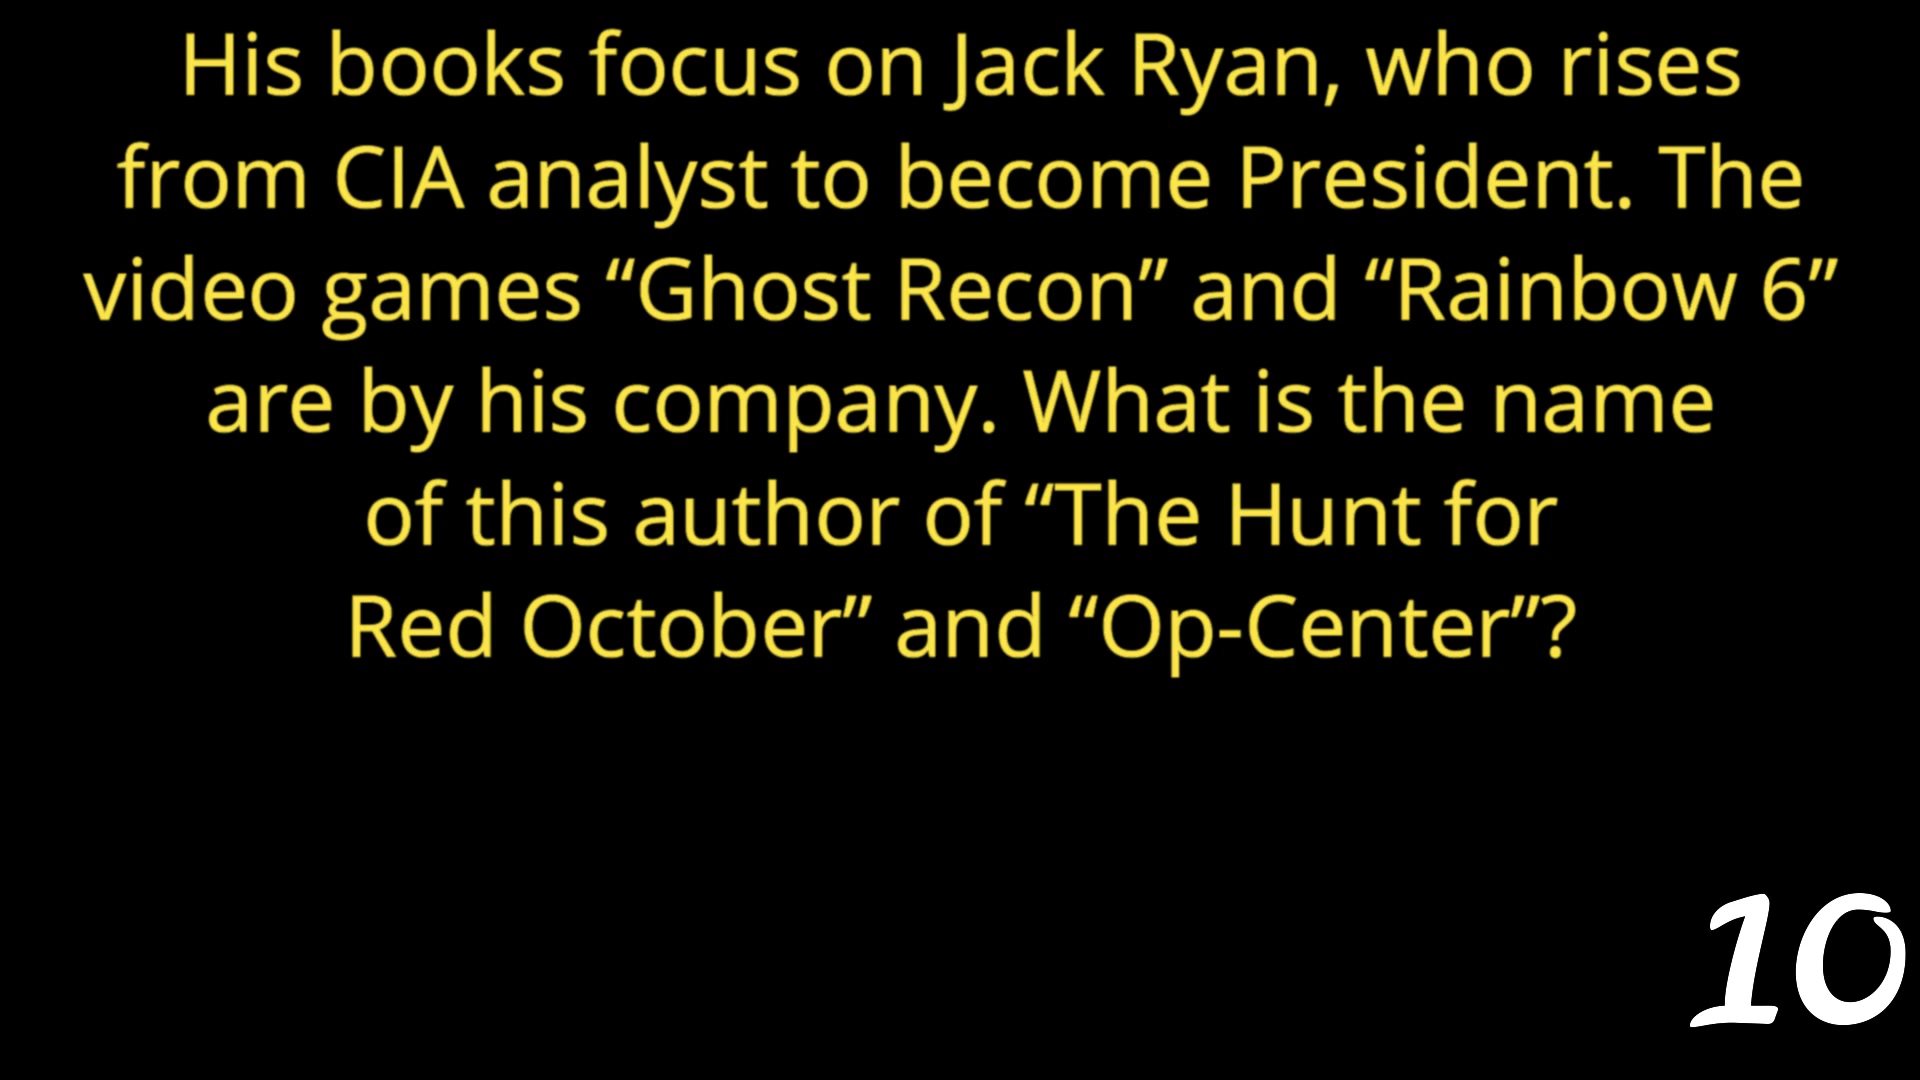 His books focus on Jack Ryan, who rises
from CIA analyst to become President. The
video games “Ghost Recon” and “Rainbow 6”
are by his company. What is the name
of this author of “The Hunt for
Red October” and “Op-Center”?
10